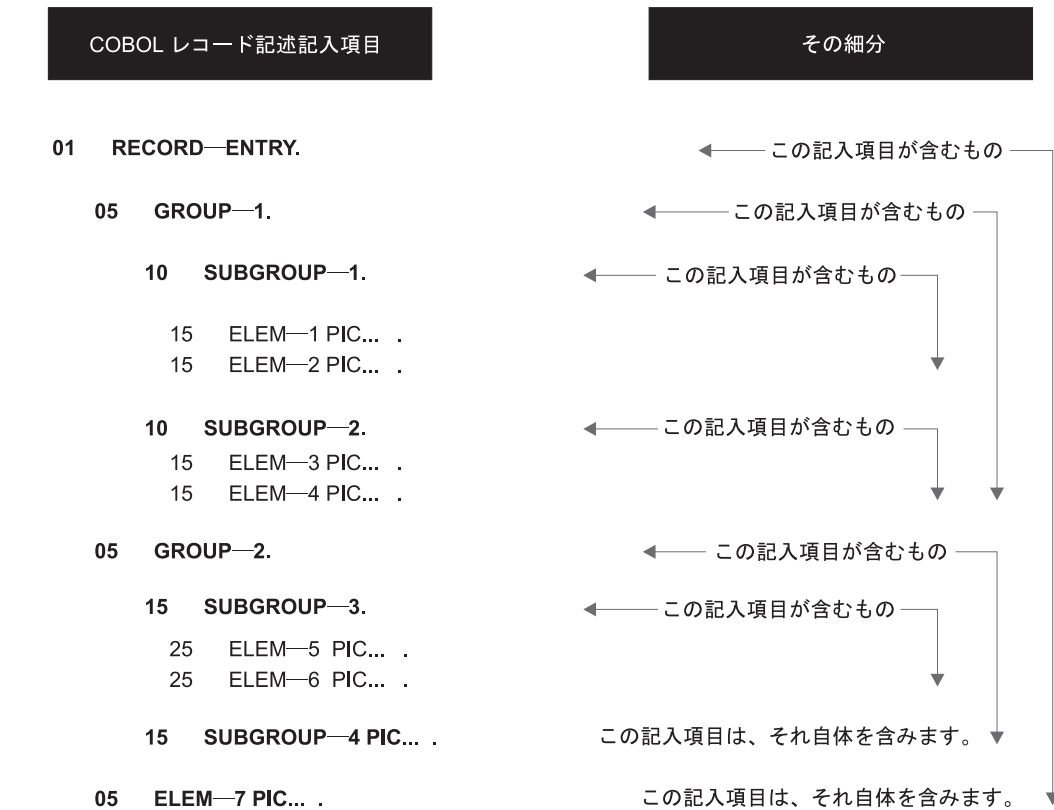 COBOL レコード記述記入項目 その細分
01 RECORD—ENTRY. この記入項目が含むもの
05 GROUP—1. この記入項目が含むもの
10 SUBGROUP—1. この記入項目が含むもの
15 ELEM—1 PIC... .
15 ELEM—2 PIC... .
10 SUBGROUP—2. この記入項目が含むもの
15 ELEM—3 PIC... .
15 ELEM—4 PIC... .
05 GROUP—2. この記入項目が含むもの
15 SUBGROUP—3. この記入項目が含むもの
25 ELEM—5 PIC... .
25 ELEM—6 PIC... .
15 SUBGROUP—4 PIC... . この記入項目は、それ自体を含みます。
05 ELEM—7 PIC... . この記入項目は、それ自体を含みます。